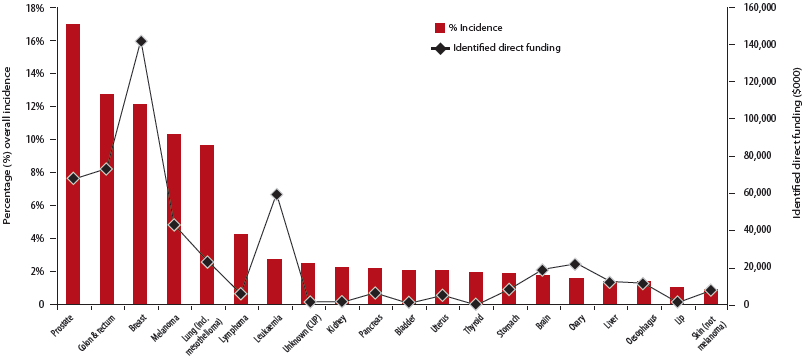 18%
16%
14%
12%
10%
8%
6%
4%
2%
0
Percentage (%) overall incidence
% Incidence
Identified direct funding
160,000
140,000
120,000
100,000
80,000
60,000
40,000
20,000
0
Identified direct funding ($000)
Prostate
Colon & rectum
Breast
Melanoma
Lung (incl.
mesothelioma)
Lymphoma
Leukaemia
Unknown (CUP)
Kidney
Pancreas
Bladder
Uterus
Thyroid
Stomach
Brain
Ovary
Liver
Oesophagus
Lip
Skin (not
melanoma)